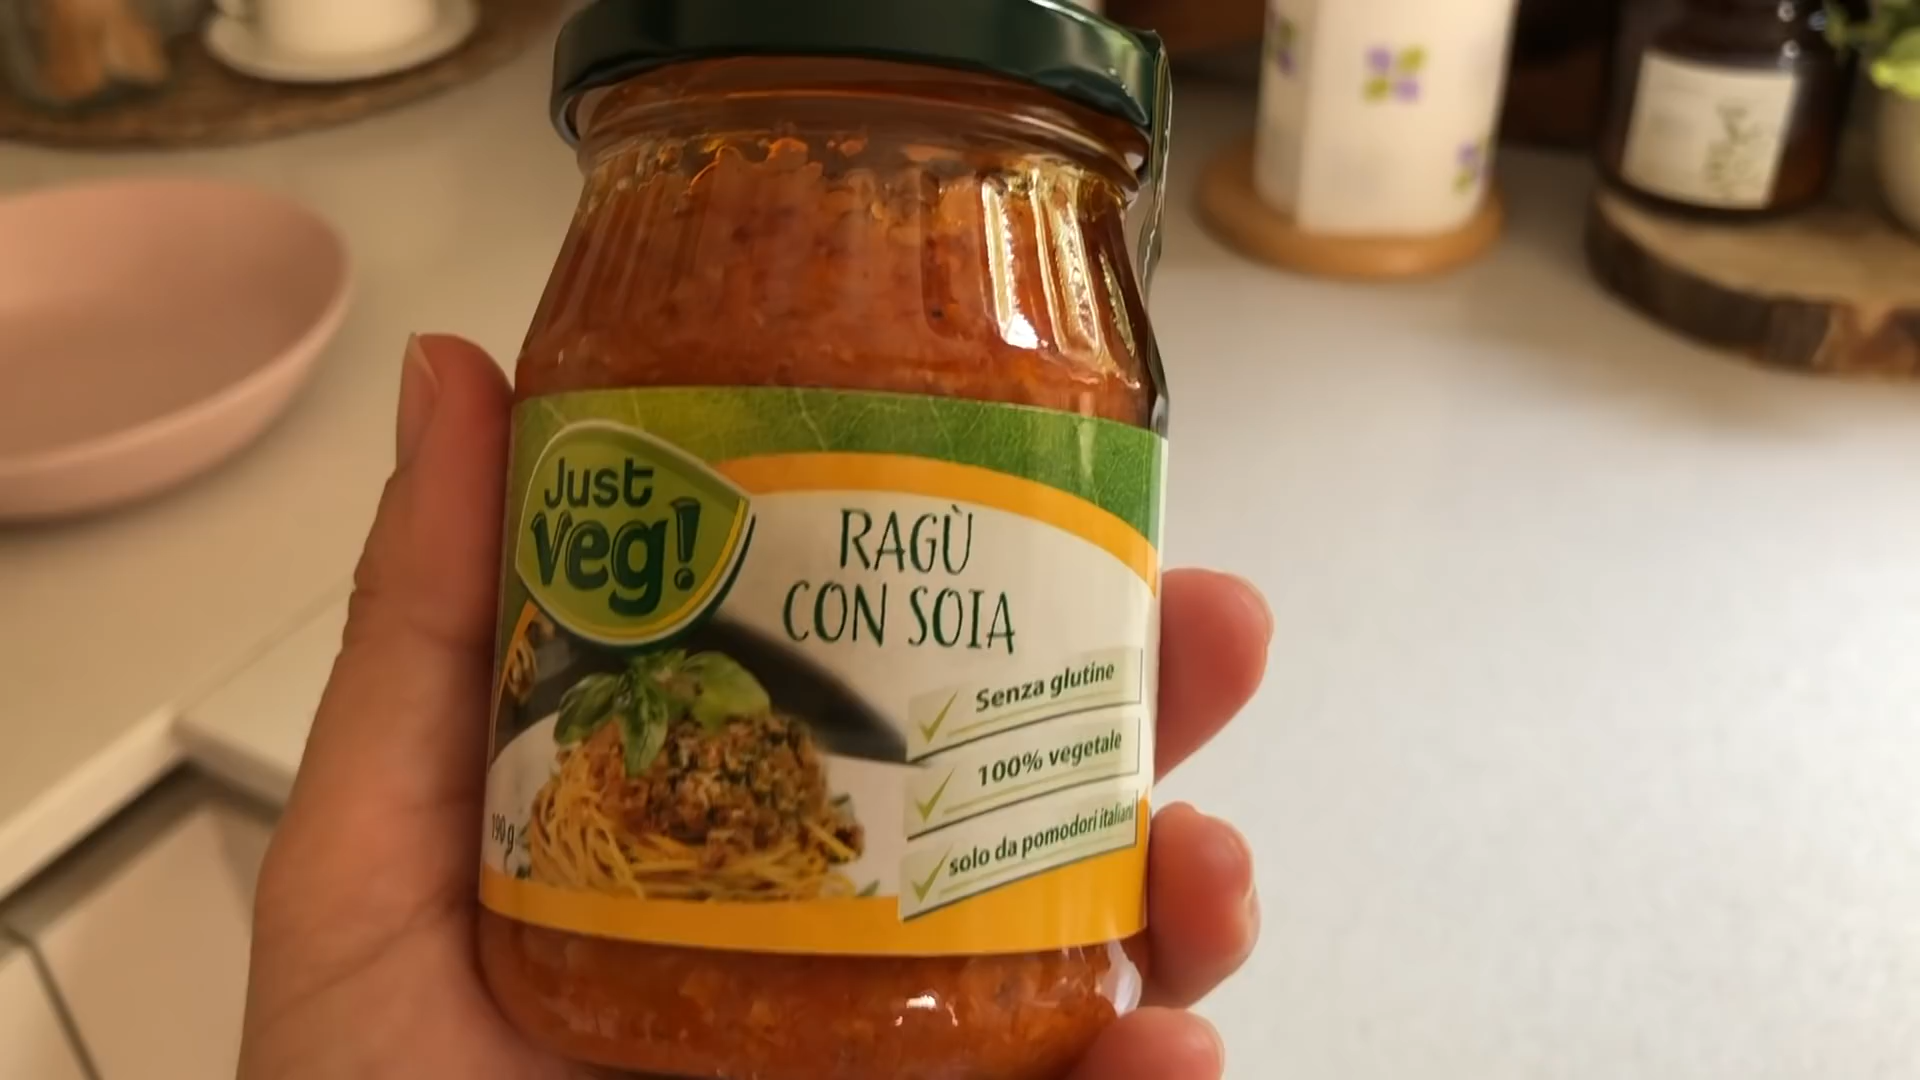 Just
Veg!
RAGÙ
CON SOIA
Senza glutine
100% vegetale
solo da pomodori italiani
190 g